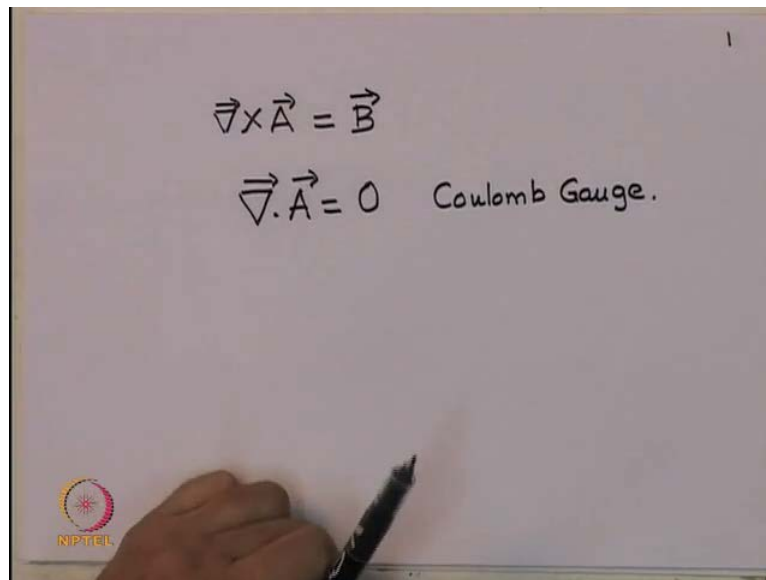 1
∇⃗×A⃗ = B⃗
∇⃗.A⃗ = 0 Coulomb Gauge.
NPTEL